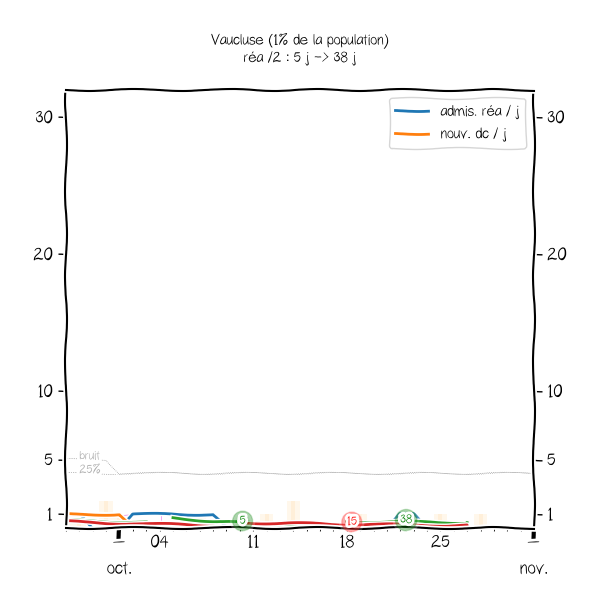 Vaucluse (1% de la population)
réa /2 : 5 j -> 38 j
admis. réa / j
nouv. dc / j
30
30
20
20
10
10
5
5
bruit
25%
1
1
5
15
38
04
11
18
25
oct.
nov.